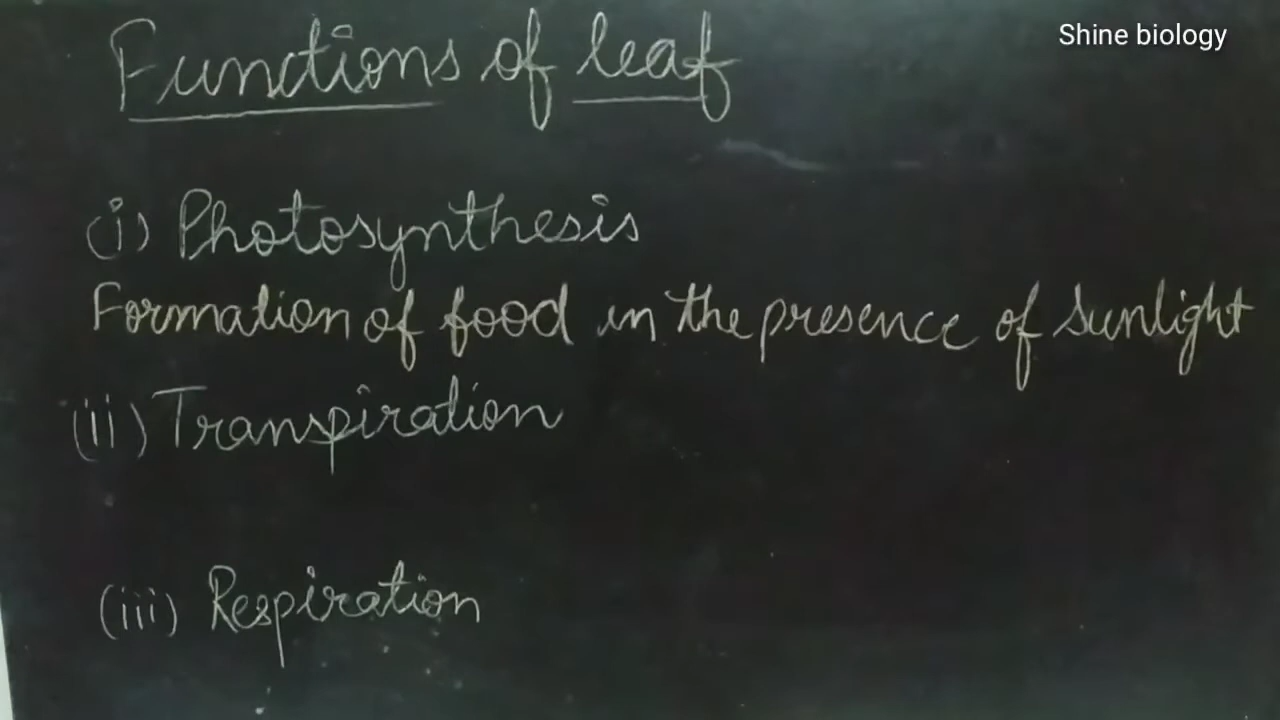 Shine biology
Functions of leaf
(i) Photosynthesis
Formation of food in the presence of Sunlight
(ii) Transpiration
(iii) Respiration